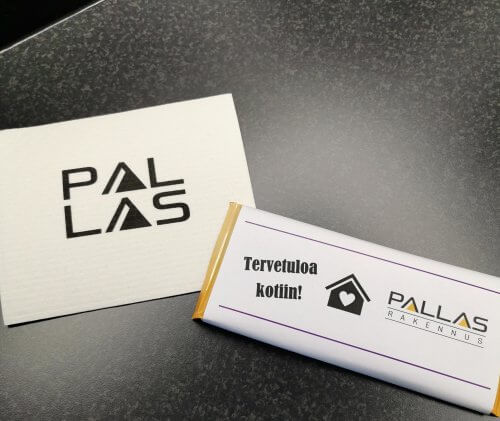 PAL
LAS
Tervetuloa
kotiin!
PALLAS
RAKENNUS